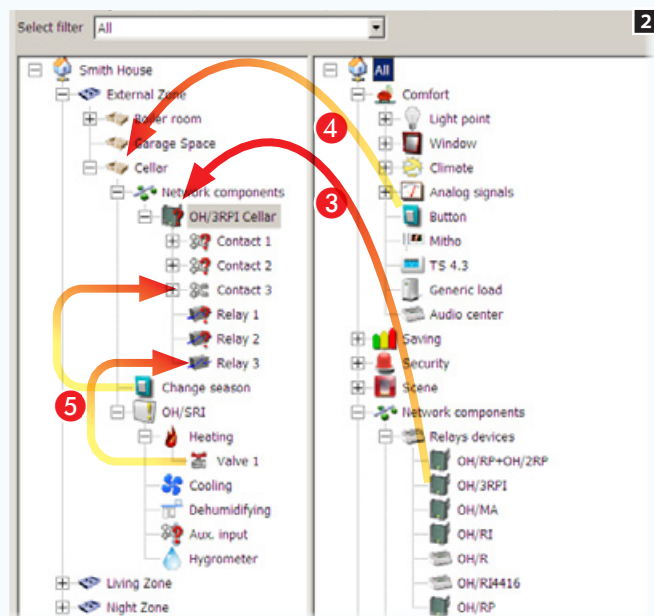 Select filter All
2
Smith House
External Zone
Boiler room
Garage Space
Cellar
Network components
OH/3RPI Cellar
Contact 1
Contact 2
Contact 3
Relay 1
Relay 2
Relay 3
Change season
OH/SRI
Heating
Valve 1
Cooling
Dehumidifying
Aux. input
Hygrometer
Living Zone
Night Zone
5
All
Comfort
Light point
Window
Climate
Analog signals
Button
Mitho
TS 4.3
Generic load
Audio center
Saving
Security
Scene
Network components
Relays devices
OH/RP+OH/2RP
OH/3RPI
OH/MA
OH/RI
OH/R
OH/RI4416
OH/RP
4
3